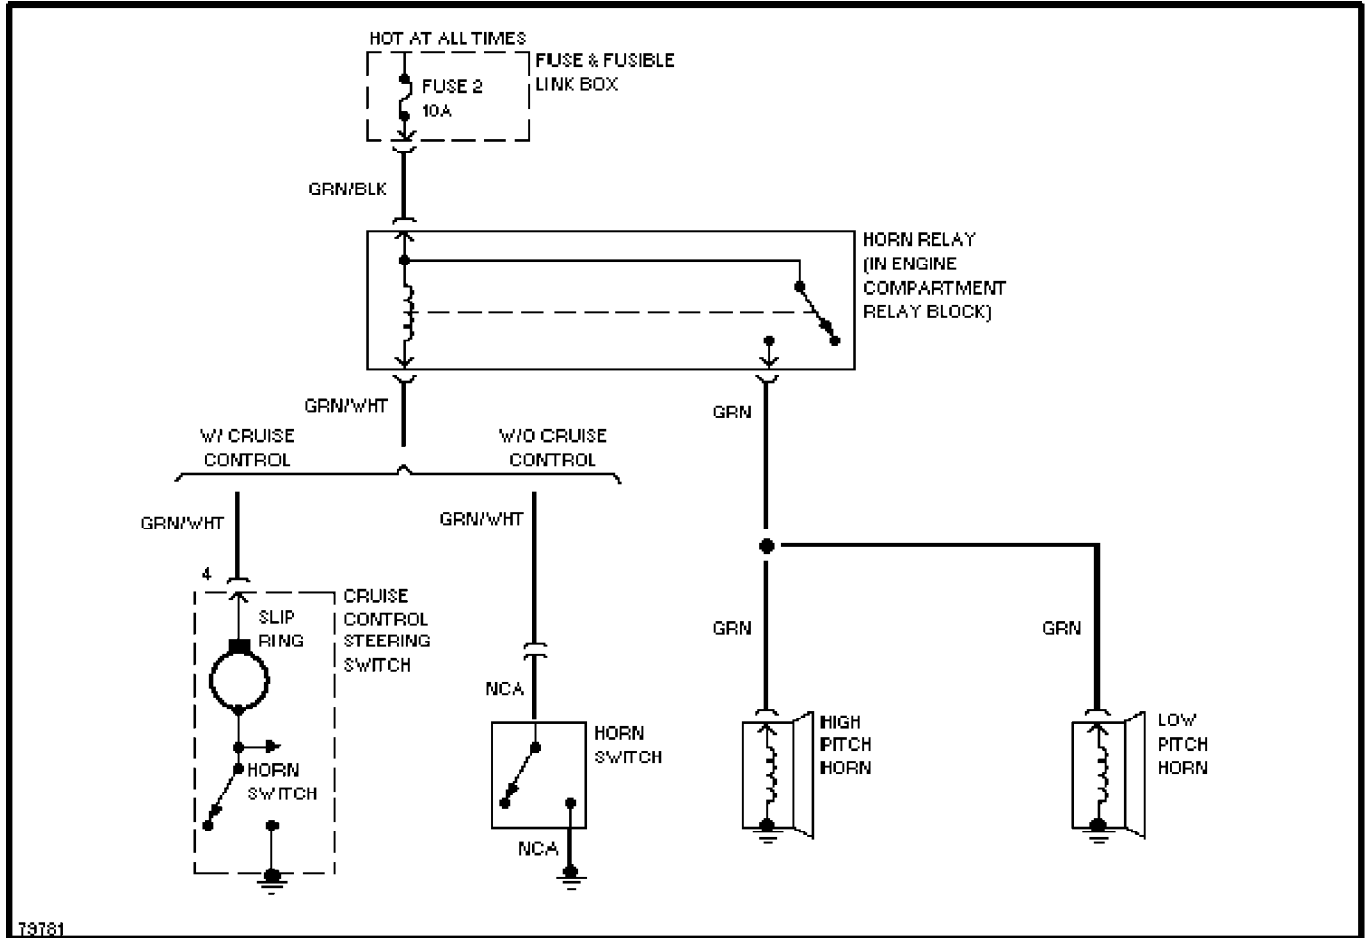 HOT AT ALL TIMES
FUSE & FUSIBLE
LINK BOX
FUSE 2
10A
GRN/BLK
HORN RELAY
(IN ENGINE
COMPARTMENT
RELAY BLOCK)
GRN/WHT
GRN
W/ CRUISE
CONTROL
W/O CRUISE
CONTROL
GRN/WHT
GRN/WHT
4
SLIP
RING
CRUISE
CONTROL
STEERING
SWITCH
GRN
GRN
NCA
HORN
SWITCH
HORN
SWITCH
HIGH
PITCH
HORN
LOW
PITCH
HORN
NCA
79781